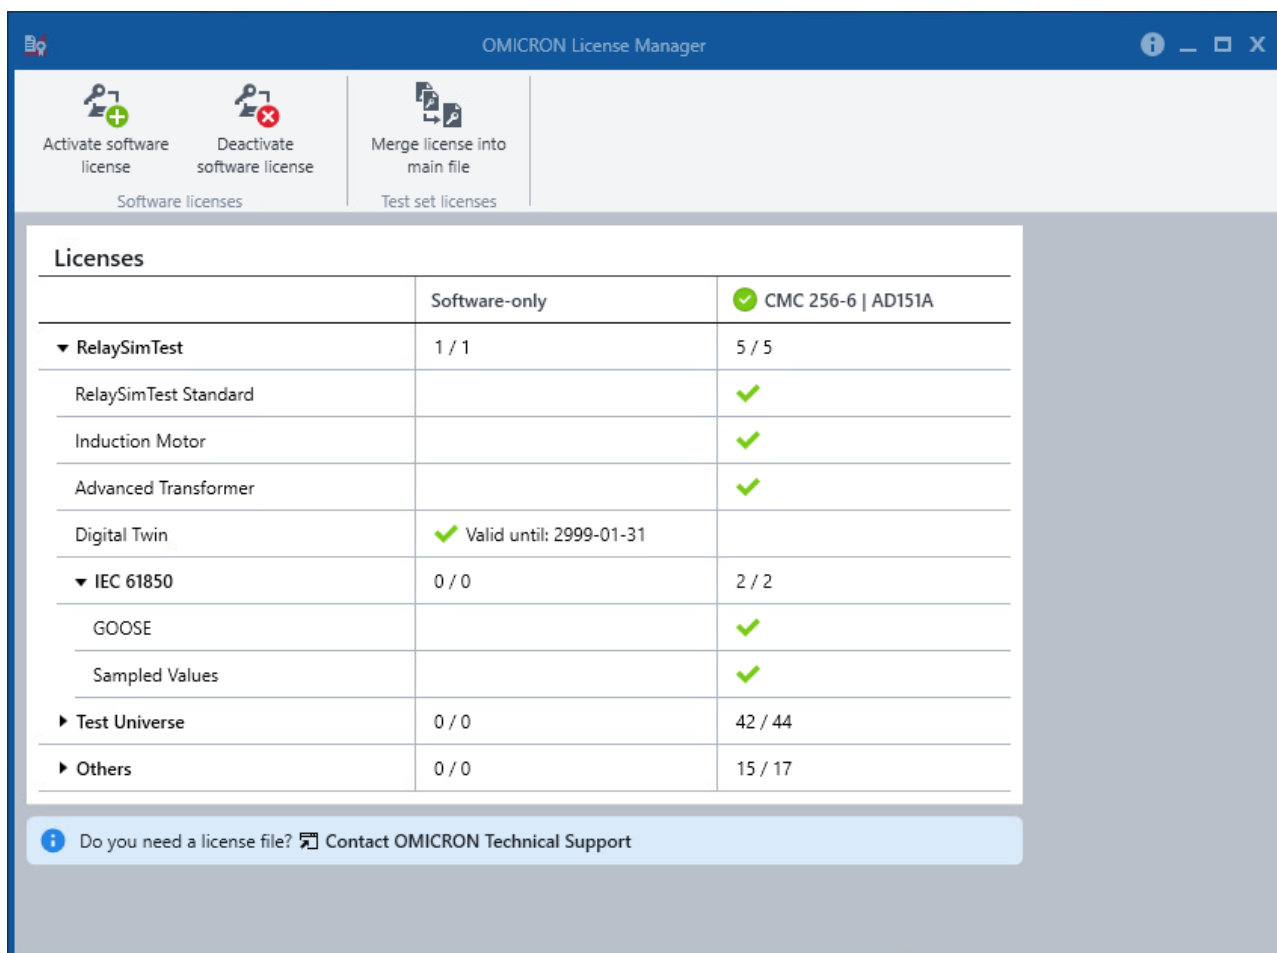 OMICRON License Manager
Activate software license
Deactivate software license
Merge license into main file
Software licenses
Test set licenses
Licenses
Software-only
CMC 256-6 | AD151A
RelaySimTest 1 / 1 5 / 5
RelaySimTest Standard
Induction Motor
Advanced Transformer
Digital Twin Valid until: 2999-01-31
IEC 61850 0 / 0 2 / 2
GOOSE
Sampled Values
Test Universe 0 / 0 42 / 44
Others 0 / 0 15 / 17
Do you need a license file? Contact OMICRON Technical Support